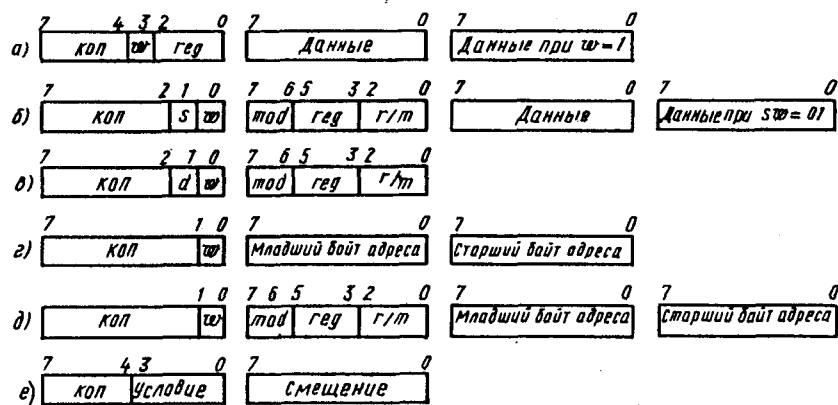 7 4 3 2 0 7 0 7 0
а) коп w reg Данные Данные при w=1
7 2 1 0 7 6 5 3 2 0 7 0 7 0
б) коп s w mod reg r/m Данные Данные при sw=01
7 2 1 0 7 6 5 3 2 0
в) коп d w mod reg r/m
7 1 0 7 0 7 0
г) коп w Младший байт адреса Старший байт адреса
1 0 7 6 5 3 2 0 7 0 7 0
д) коп w mod reg r/m Младший байт адреса Старший байт адреса
7 4 3 0 7 0
е) коп условие Смещение